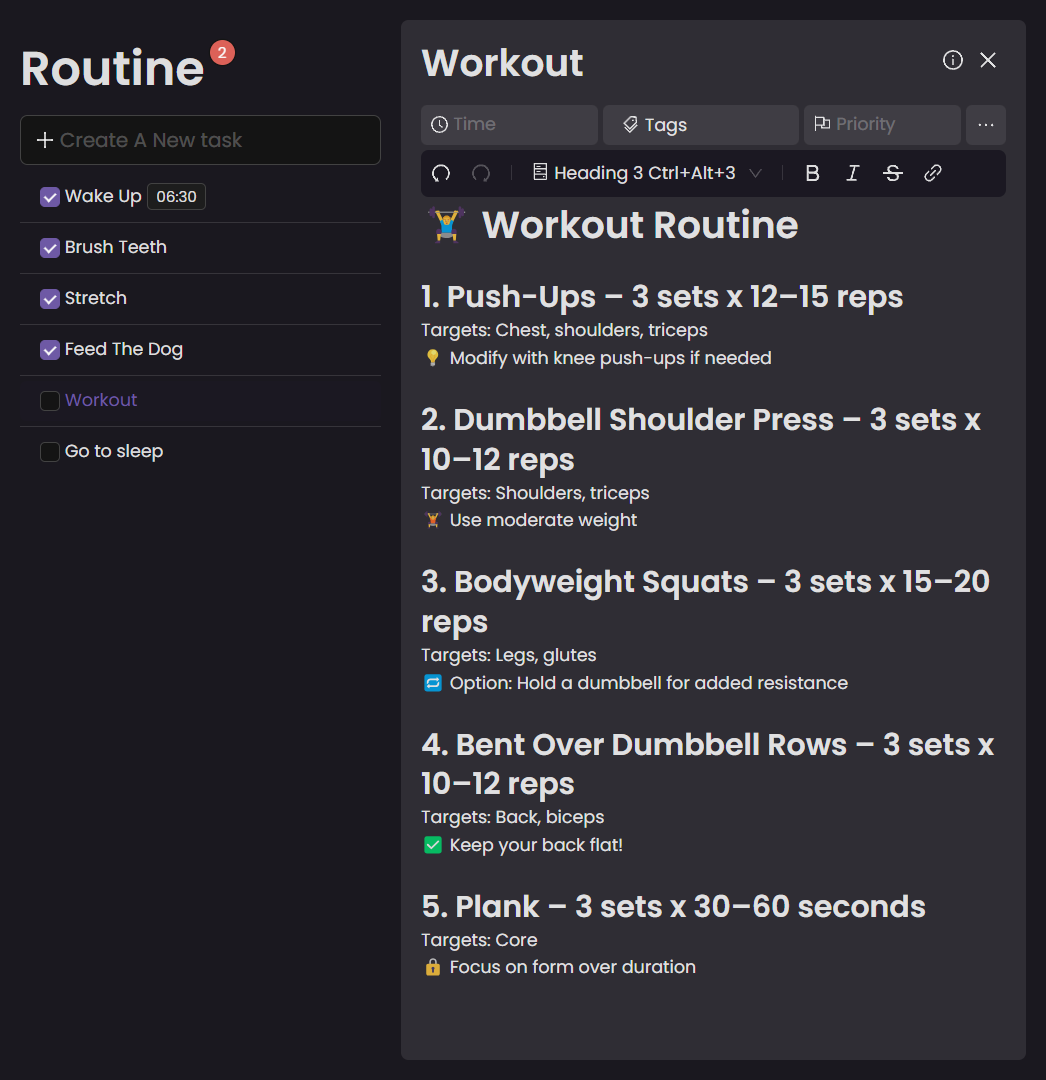 Routine
2
Create A New task
Wake Up 06:30
Brush Teeth
Stretch
Feed The Dog
Workout
Go to sleep
Workout
Time
Tags
Priority
...
Heading 3 Ctrl+Alt+3
B I S
🏋️ Workout Routine
1. Push-Ups – 3 sets x 12–15 reps
Targets: Chest, shoulders, triceps
💡 Modify with knee push-ups if needed
2. Dumbbell Shoulder Press – 3 sets x
10–12 reps
Targets: Shoulders, triceps
🏋️ Use moderate weight
3. Bodyweight Squats – 3 sets x 15–20
reps
Targets: Legs, glutes
🔁 Option: Hold a dumbbell for added resistance
4. Bent Over Dumbbell Rows – 3 sets x
10–12 reps
Targets: Back, biceps
✅ Keep your back flat!
5. Plank – 3 sets x 30–60 seconds
Targets: Core
🔒 Focus on form over duration